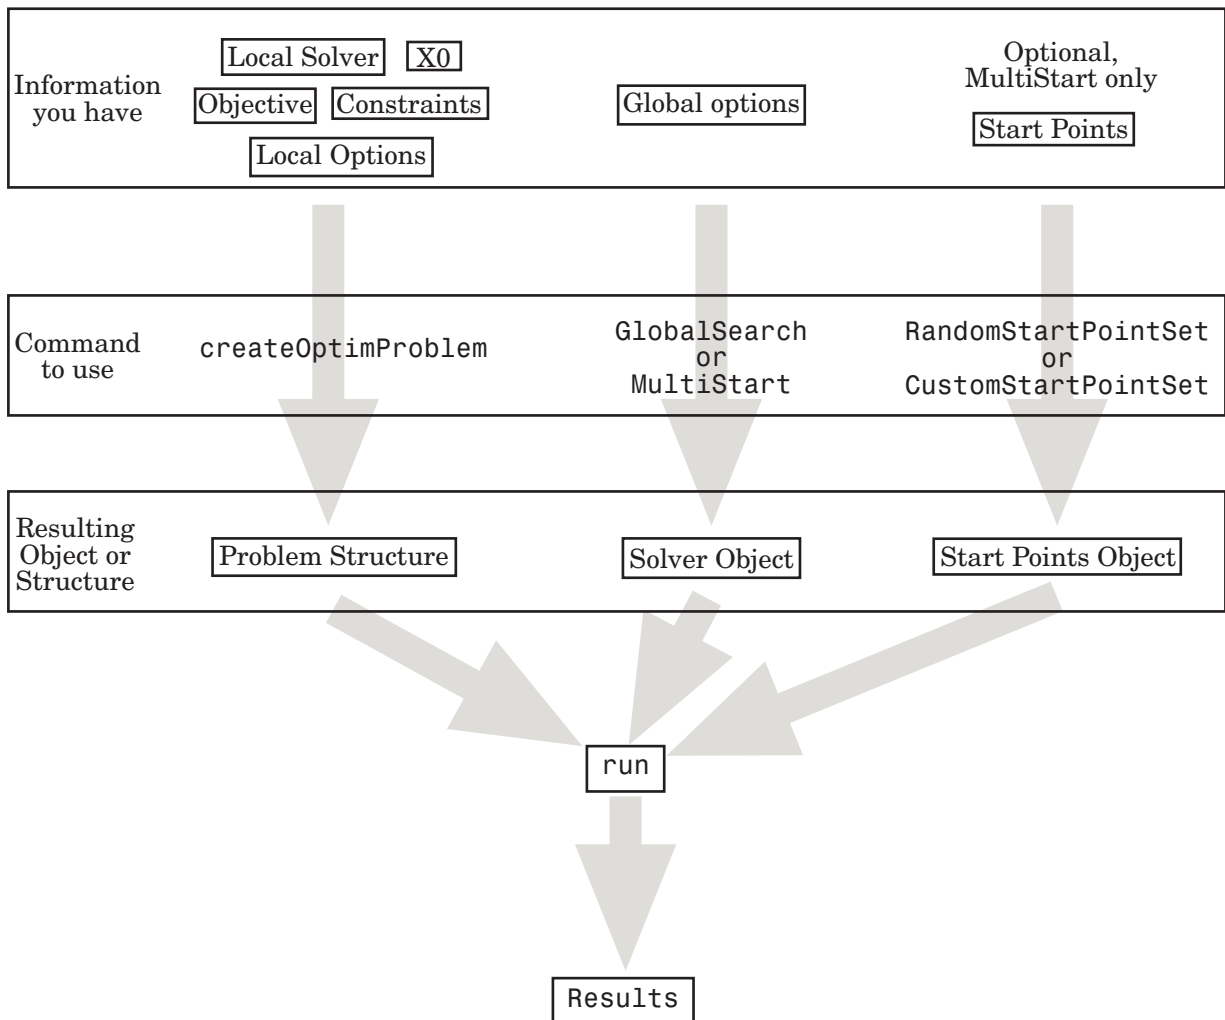 Information
you have
Local Solver
X0
Objective
Constraints
Local Options
Global options
Optional,
MultiStart only
Start Points
Command
to use
createOptimProblem
GlobalSearch
or
MultiStart
RandomStartPointSet
or
CustomStartPointSet
Resulting
Object or
Structure
Problem Structure
Solver Object
Start Points Object
run
Results